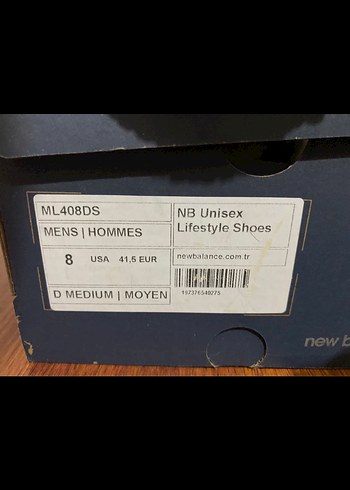 ML408DS
MENS | HOMMES
8 USA 41,5 EUR
D MEDIUM | MOYEN
NB Unisex
Lifestyle Shoes
newbalance.com.tr
new b